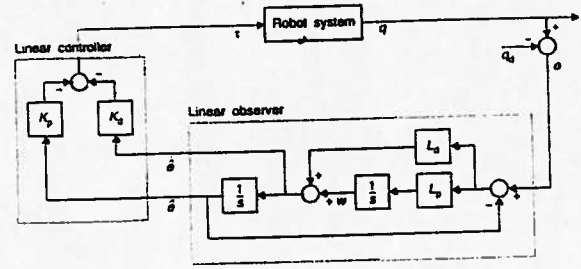 Robot system
τ
q
+
-
q_d
o
Linear controller
-
-
K_p
K_d
Linear observer
L_d
ô
ô
1/s
+
+ w
1/s
L_p
-
+